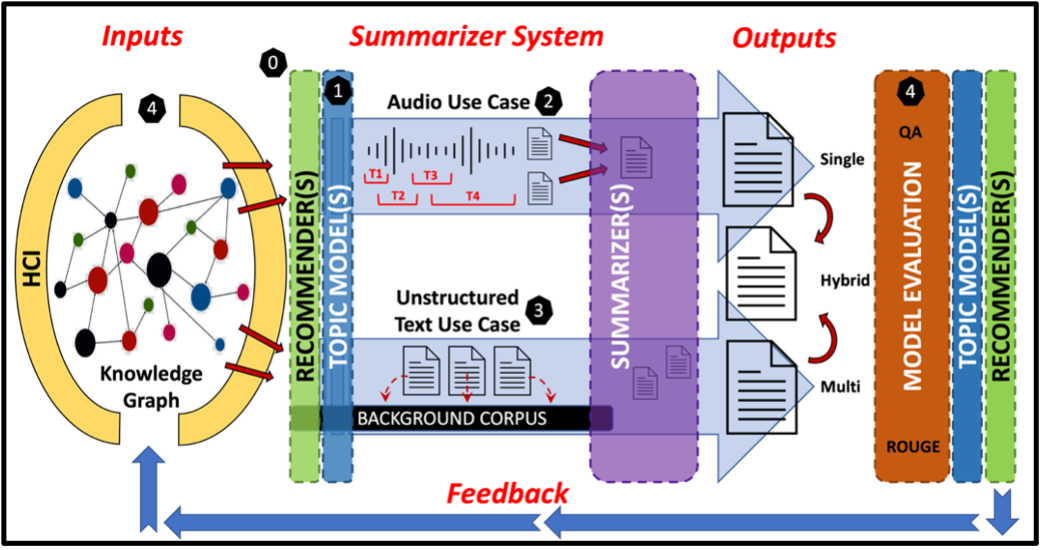 Inputs
Summarizer System
Outputs
0
4
1
Audio Use Case 2
4
QA
T1
T3
T2
T4
Single
HCI
RECOMMMENDER(S)
TOPIC MODEL(S)
SUMMARIZER(S)
MODEL EVALUATION
TOPIC MODEL(S)
RECOMMENDER(S)
Hybrid
Unstructured
Text Use Case 3
Knowledge
Graph
Multi
BACKGROUND CORPUS
ROUGE
Feedback